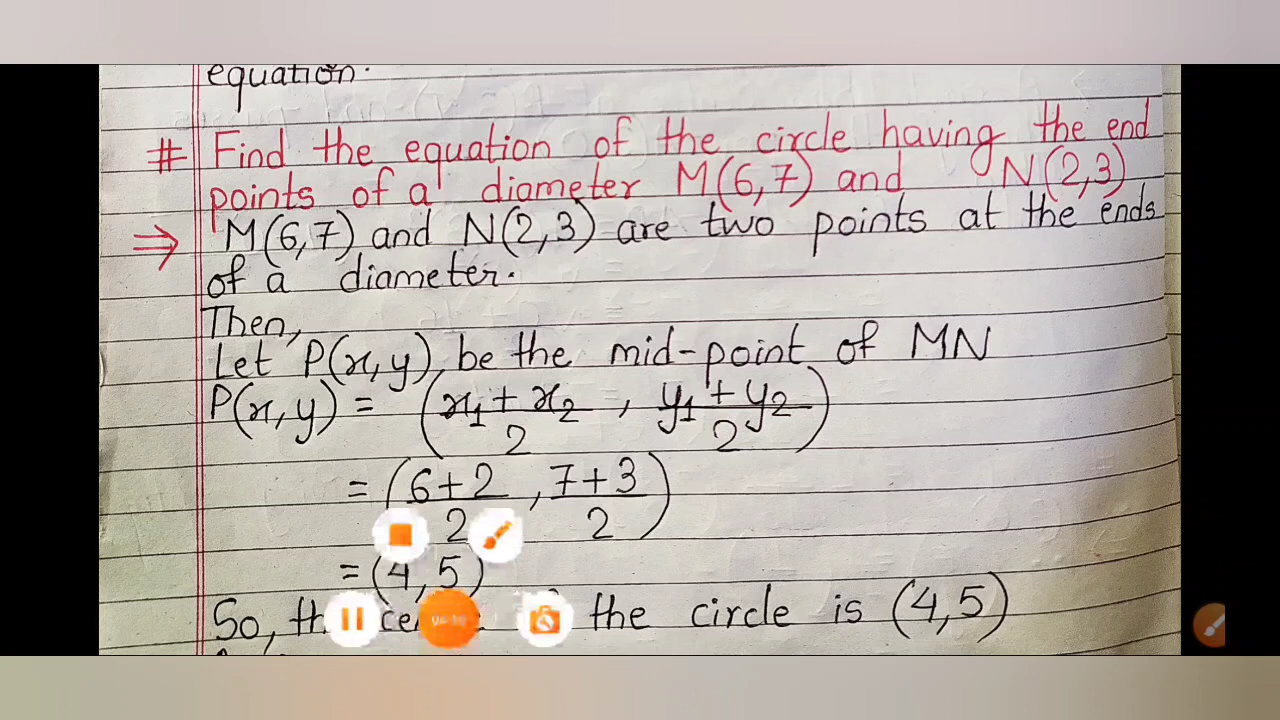 equation.
# Find the equation of the circle having the end
points of a diameter M(6,7) and N(2,3)
⇒ M(6,7) and N(2,3) are two points at the ends
of a diameter.
Then,
Let P(x,y), be the mid-point of MN
P(x,y) = (x₁ + x₂ / 2 , y₁ + y₂ / 2)
= (6+2 / 2 , 7+3 / 2)
= (4,5)
So, the circle is (4,5)